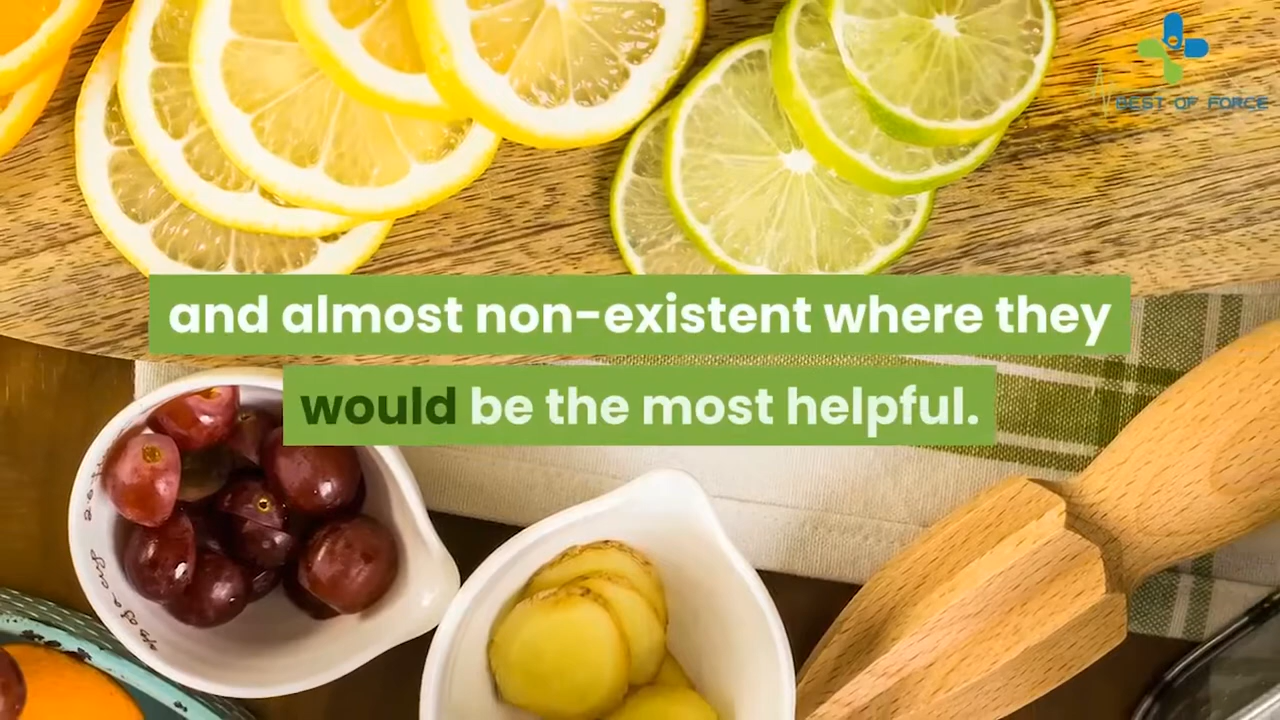 BEST OF FORCE
and almost non-existent where they
would be the most helpful.